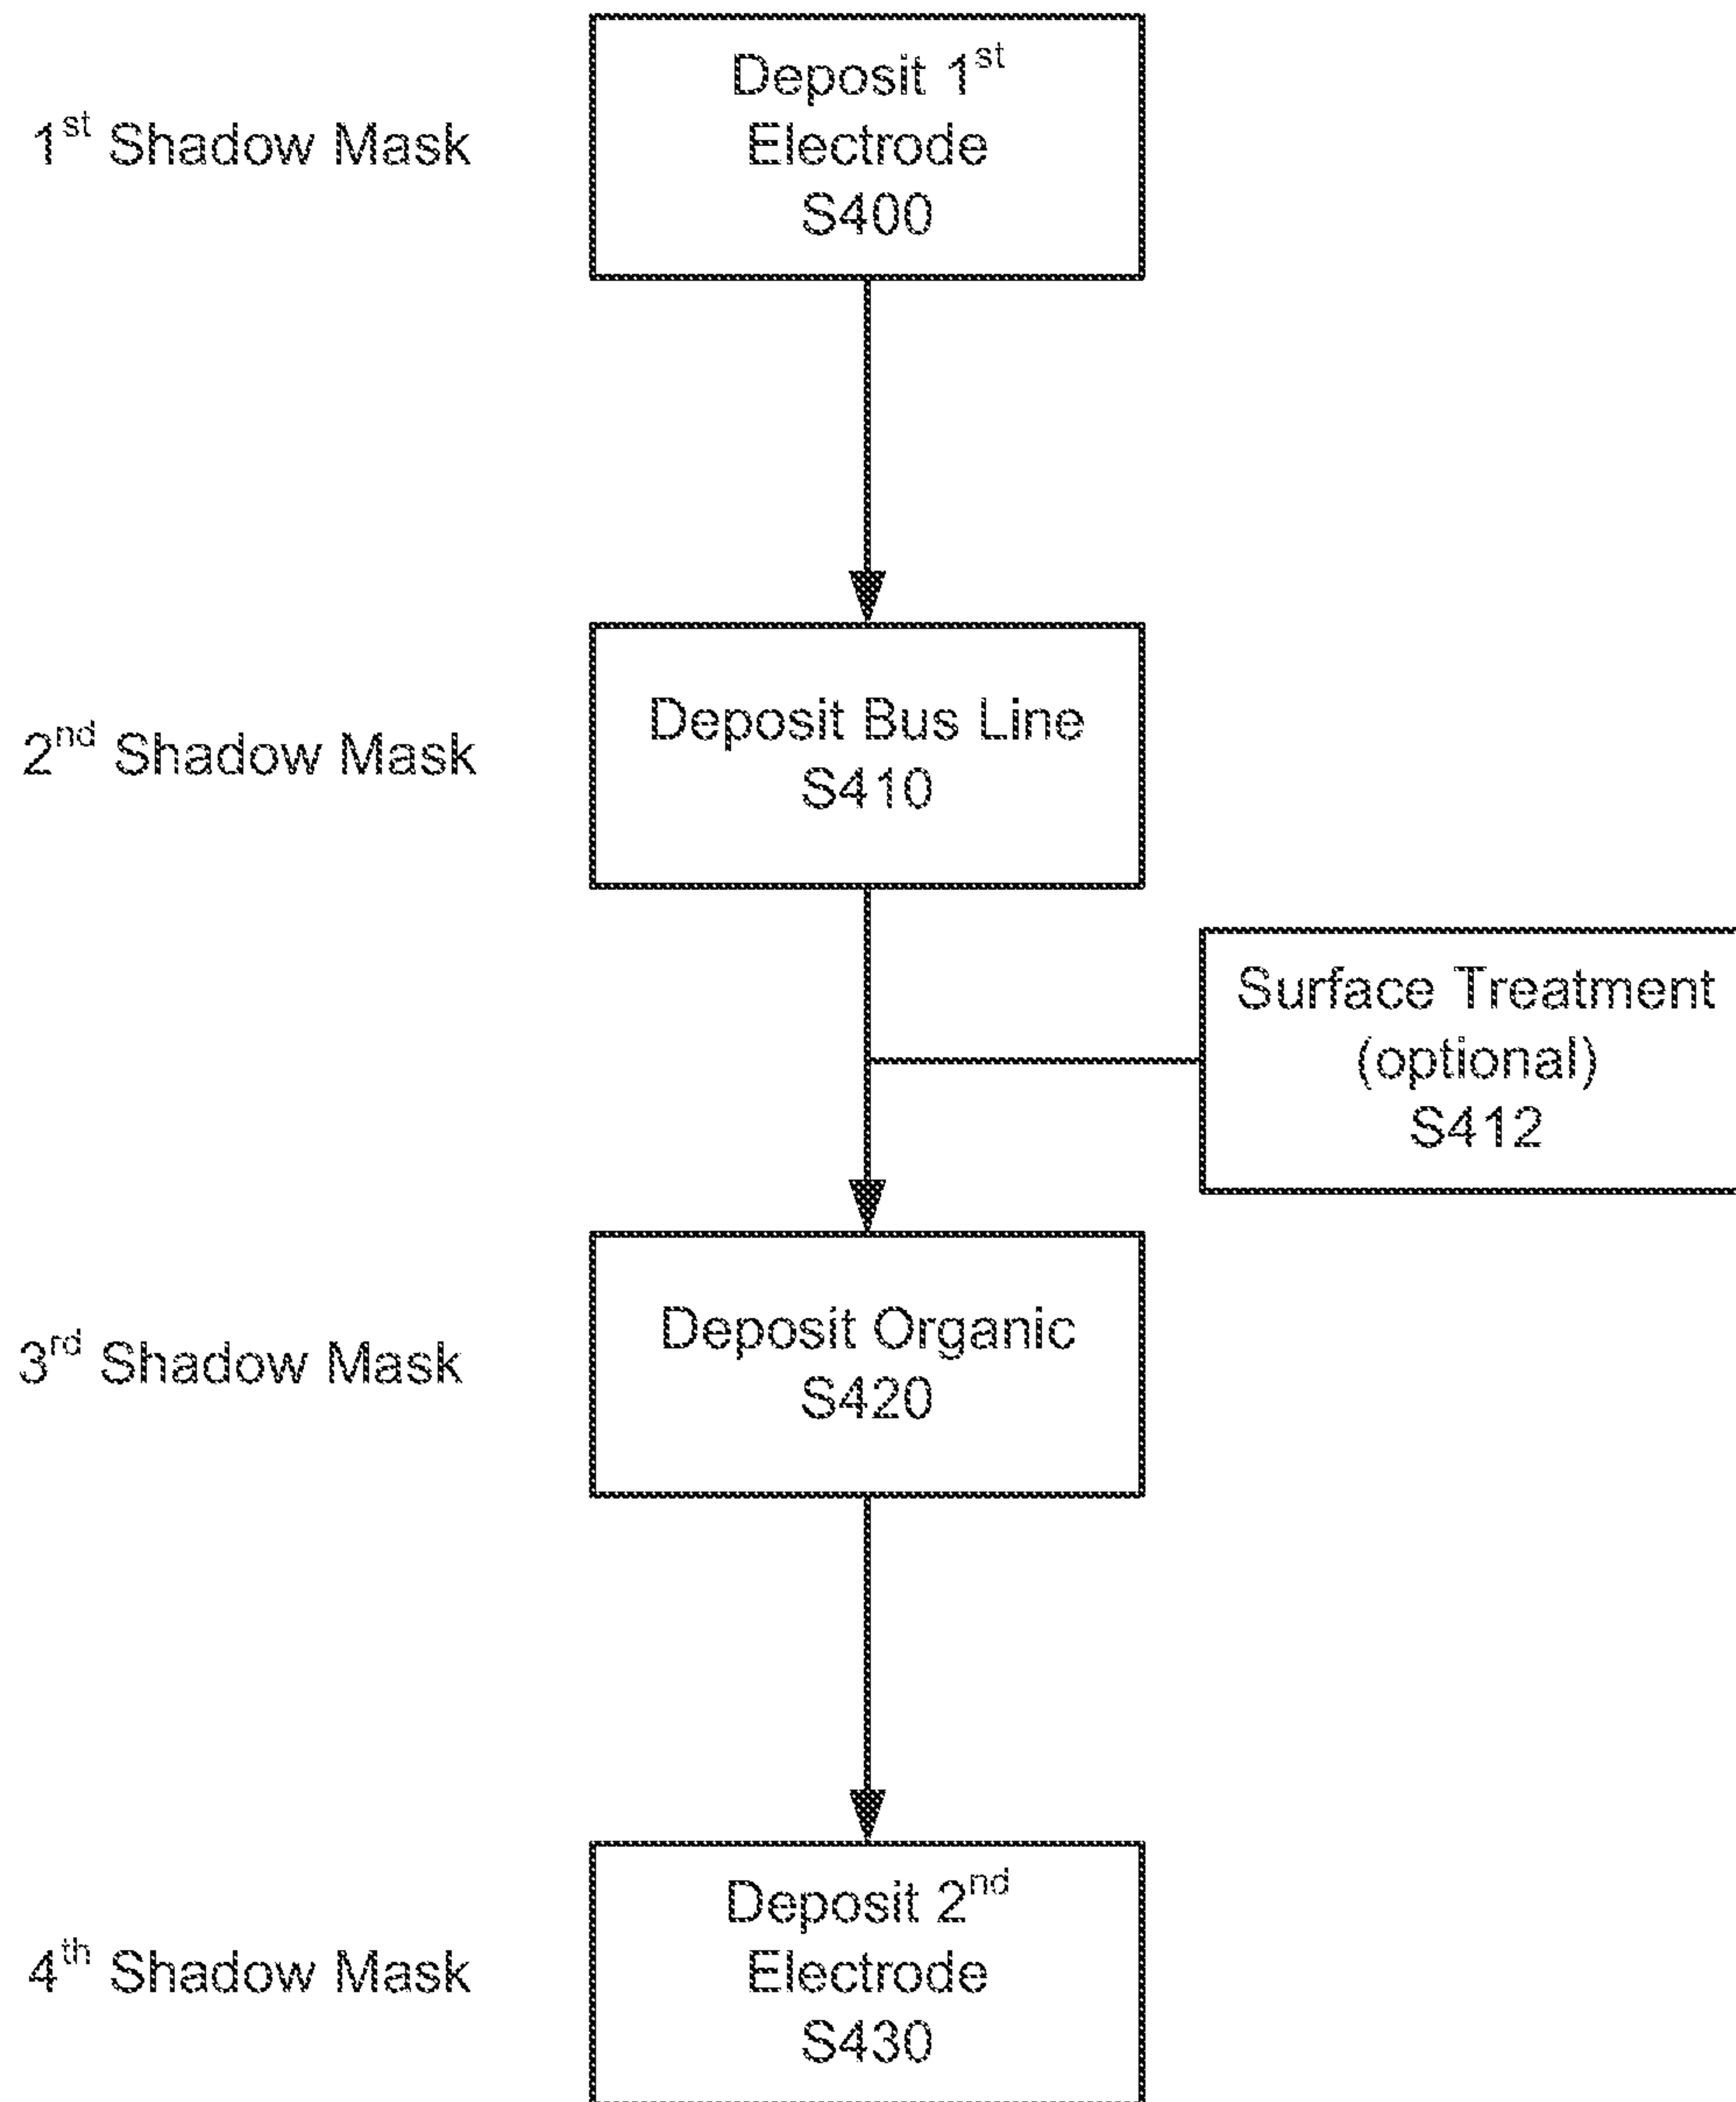 1st Shadow Mask
Deposit 1st
Electrode
S400
2nd Shadow Mask
Deposit Bus Line
S410
Surface Treatment
(optional)
S412
3rd Shadow Mask
Deposit Organic
S420
4th Shadow Mask
Deposit 2nd
Electrode
S430